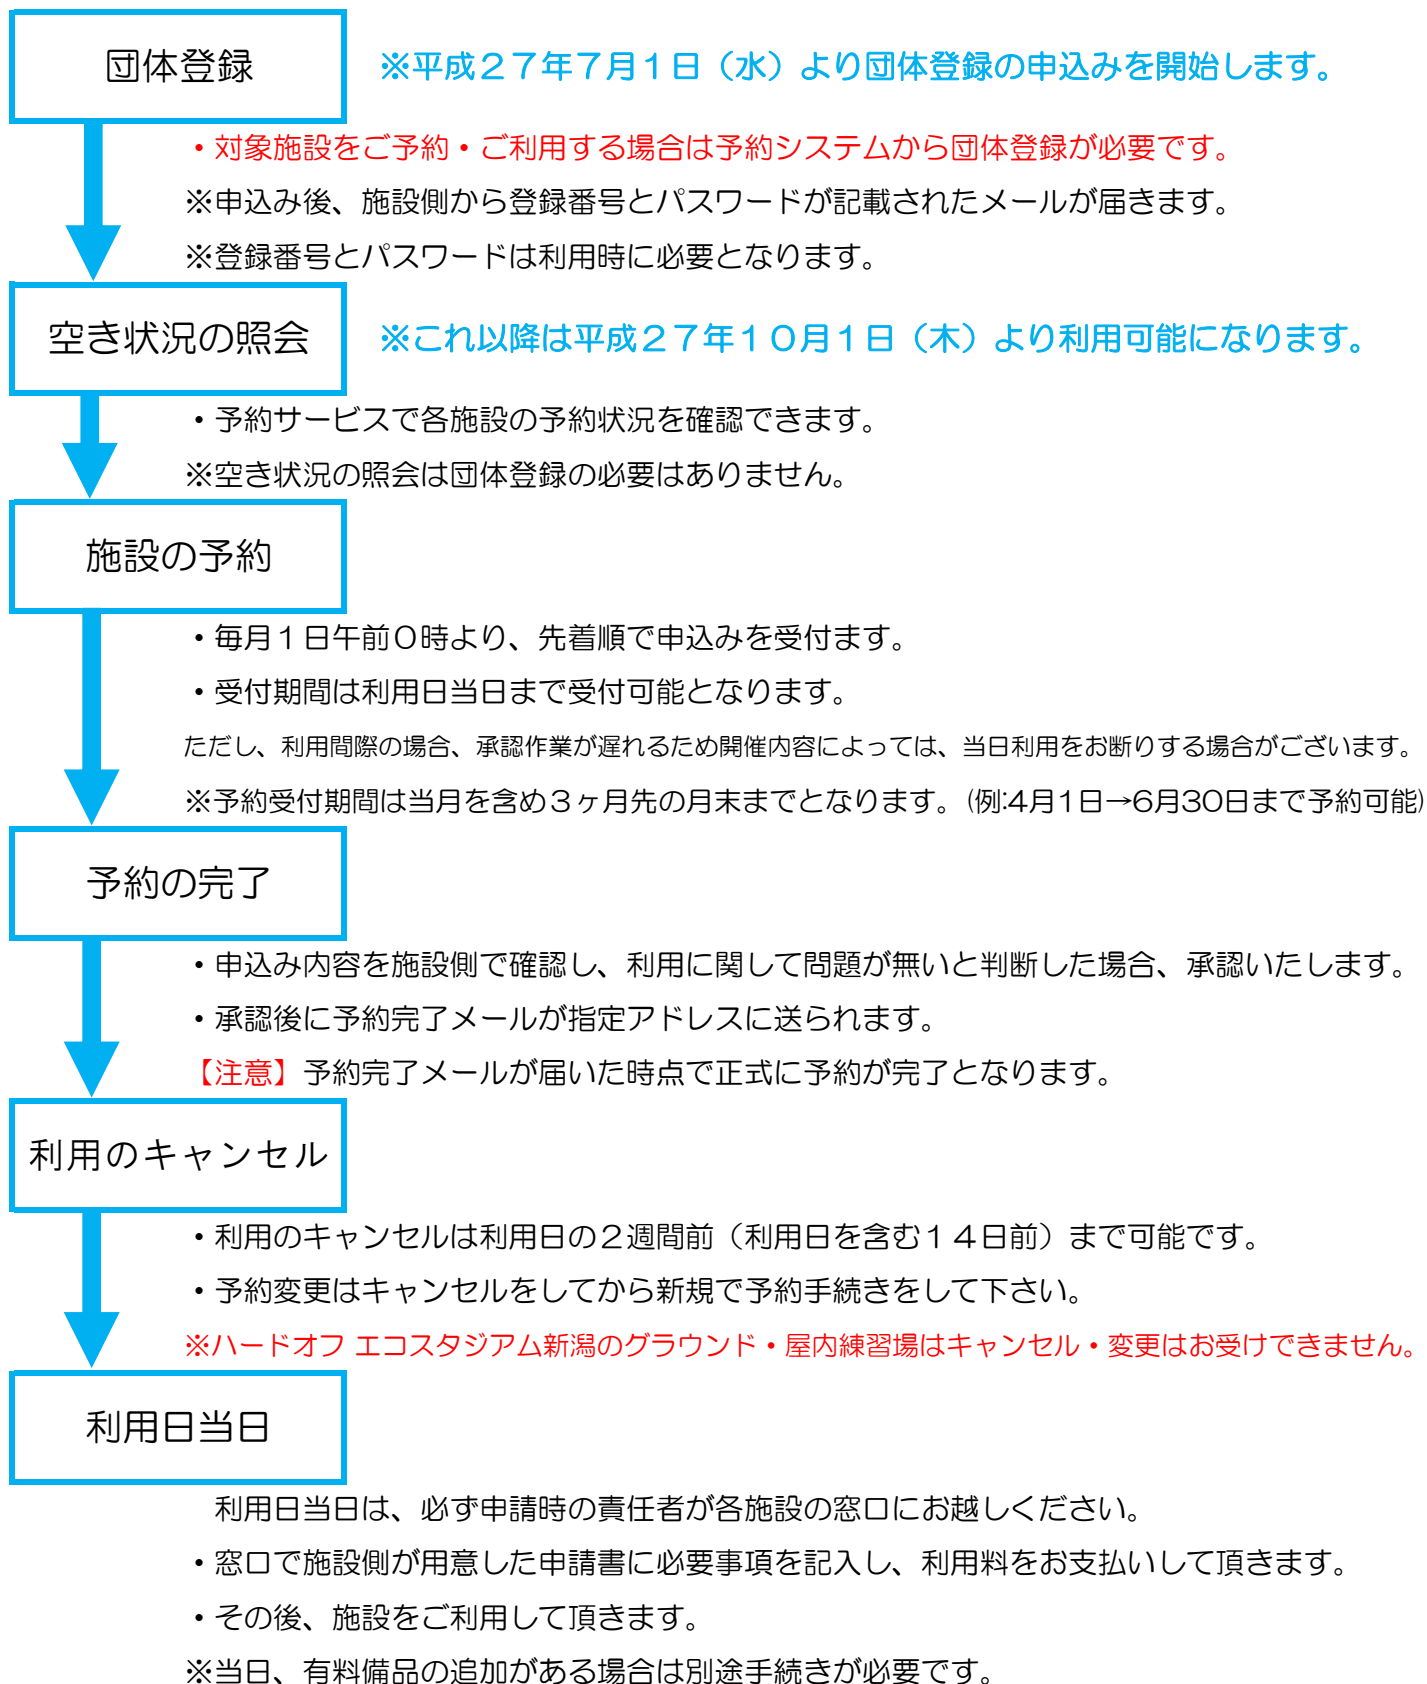 団体登録
※平成２７年７月１日（水）より団体登録の申込みを開始します。
・対象施設をご予約・ご利用する場合は予約システムから団体登録が必要です。
※申込み後、施設側から登録番号とパスワードが記載されたメールが届きます。
※登録番号とパスワードは利用時に必要となります。
空き状況の照会
※これ以降は平成２７年１０月１日（木）より利用可能になります。
・予約サービスで各施設の予約状況を確認できます。
※空き状況の照会は団体登録の必要はありません。
施設の予約
・毎月１日午前０時より、先着順で申込みを受付ます。
・受付期間は利用日当日まで受付可能となります。
ただし、利用間際の場合、承認作業が遅れるため開催内容によっては、当日利用をお断りする場合がございます。
※予約受付期間は当月を含め３ヶ月先の月末までとなります。(例:4月1日→6月30日まで予約可能)
予約の完了
・申込み内容を施設側で確認し、利用に関して問題が無いと判断した場合、承認いたします。
・承認後に予約完了メールが指定アドレスに送られます。
【注意】予約完了メールが届いた時点で正式に予約が完了となります。
利用のキャンセル
・利用のキャンセルは利用日の２週間前（利用日を含む１４日前）まで可能です。
・予約変更はキャンセルをしてから新規で予約手続きをして下さい。
※ハードオフ エコスタジアム新潟のグラウンド・屋内練習場はキャンセル・変更はお受けできません。
利用日当日
利用日当日は、必ず申請時の責任者が各施設の窓口にお越しください。
・窓口で施設側が用意した申請書に必要事項を記入し、利用料をお支払いして頂きます。
・その後、施設をご利用して頂きます。
※当日、有料備品の追加がある場合は別途手続きが必要です。